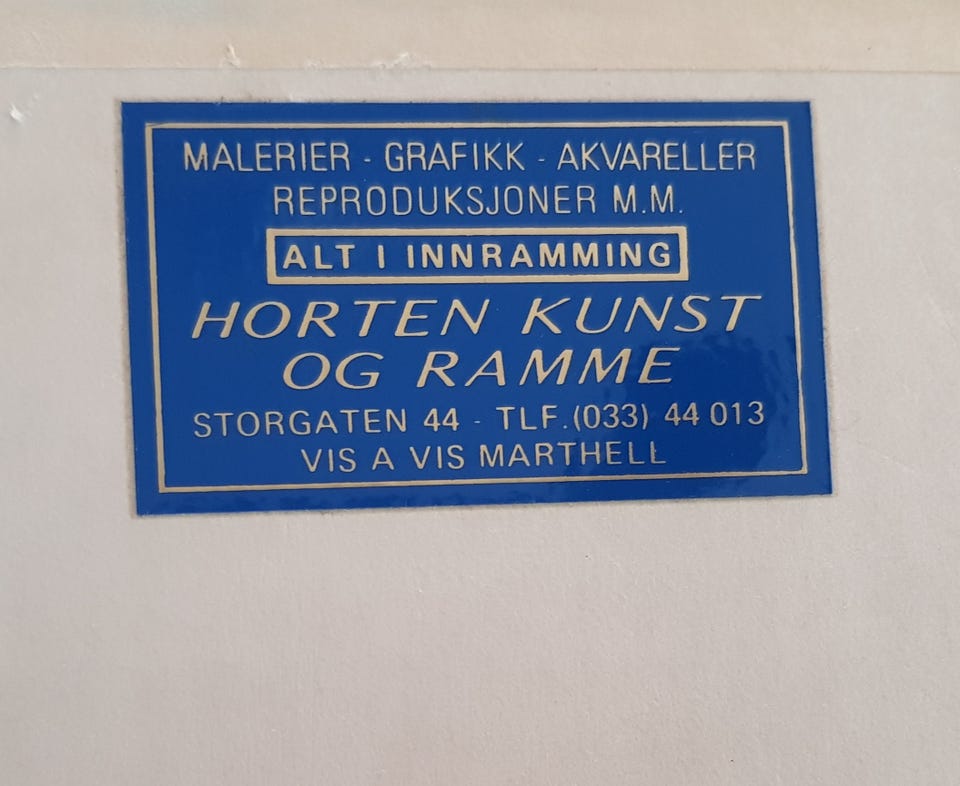 MALERIER - GRAFIKK - AKVARELLER
REPRODUKSJONER M.M.
ALT I INNRAMMING
HORTEN KUNST
OG RAMME
STORGATEN 44 - TLF.(033) 44 013
VIS A VIS MARTHELL